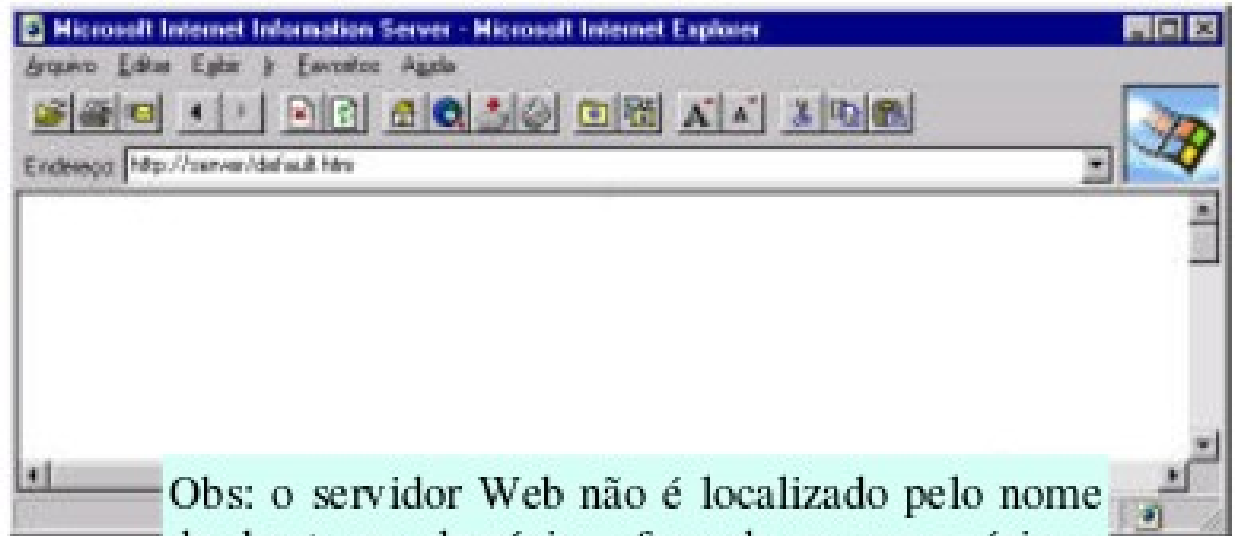 Microsoft Internet Information Server - Microsoft Internet Explorer
Arquivo Editar Exibir Ir Favoritos Ajuda
Endereço http://server/default.htm
Obs: o servidor Web não é localizado pelo nome